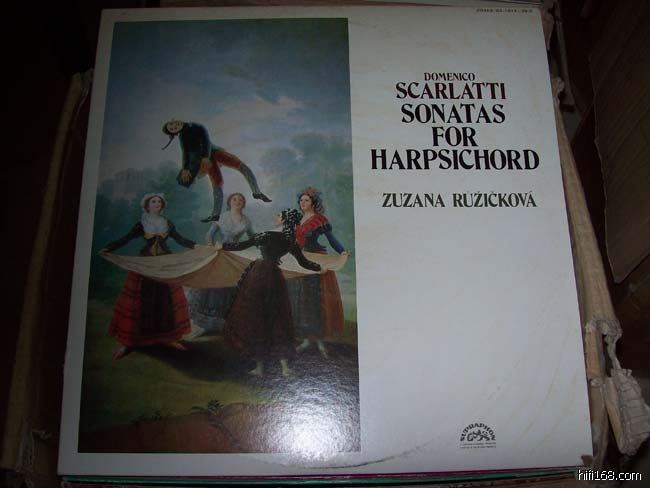 DOMENICO
SCARLATTI
SONATAS
FOR
HARPSICHORD
ZUZANA RŮŽIČKOVÁ
SUPRAPHON
hifi168.com